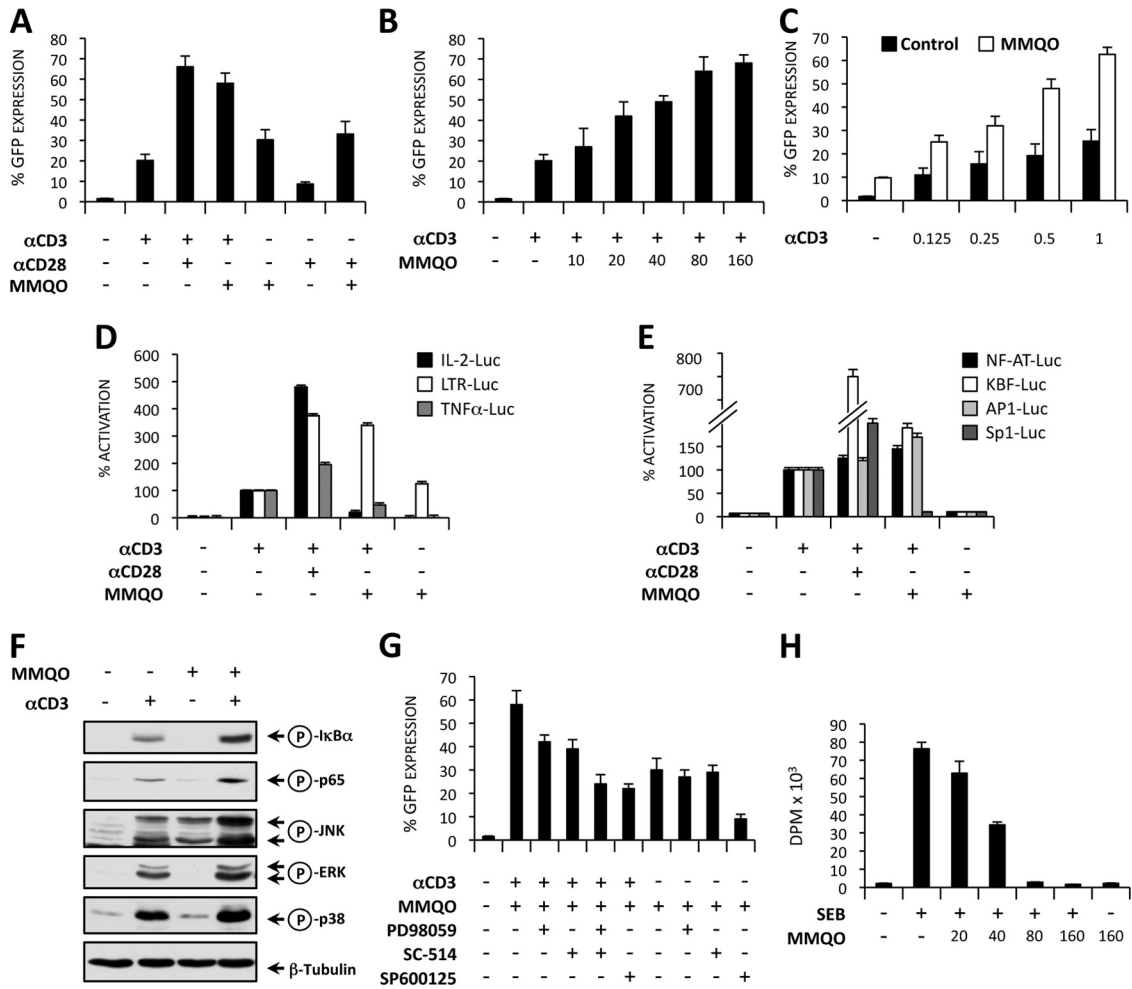 A
% GFP EXPRESSION
80
70
60
50
40
30
20
10
0
αCD3 - + + + - - +
αCD28 - - + - - + +
MMQO - - - + + - +
B
% GFP EXPRESSION
80
70
60
50
40
30
20
10
0
αCD3 - + + + + + +
MMQO - - 10 20 40 80 160
C
Control MMQO
% GFP EXPRESSION
70
60
50
40
30
20
10
0
αCD3 - 0.125 0.25 0.5 1
D
% ACTIVATION
600
500
400
300
200
100
0
IL-2-Luc
LTR-Luc
TNFα-Luc
αCD3 - + + + -
αCD28 - - + - -
MMQO - - - + +
E
% ACTIVATION
800
700
150
100
50
0
NF-AT-Luc
KBF-Luc
AP1-Luc
Sp1-Luc
αCD3 - + + + -
αCD28 - - + - -
MMQO - - - + +
F
MMQO - - + +
αCD3 - + - +
P-IκBα
P-p65
P-JNK
P-ERK
P-p38
β-Tubulin
G
% GFP EXPRESSION
80
70
60
50
40
30
20
10
0
αCD3 - + + + + + - - - -
MMQO - + + + + + + + + +
PD98059 - - + - + - - + - -
SC-514 - - - + + - - - + -
SP600125 - - - - - + - - - +
H
DPM x 10³
90
80
70
60
50
40
30
20
10
0
SEB - + + + + + -
MMQO - - 20 40 80 160 160